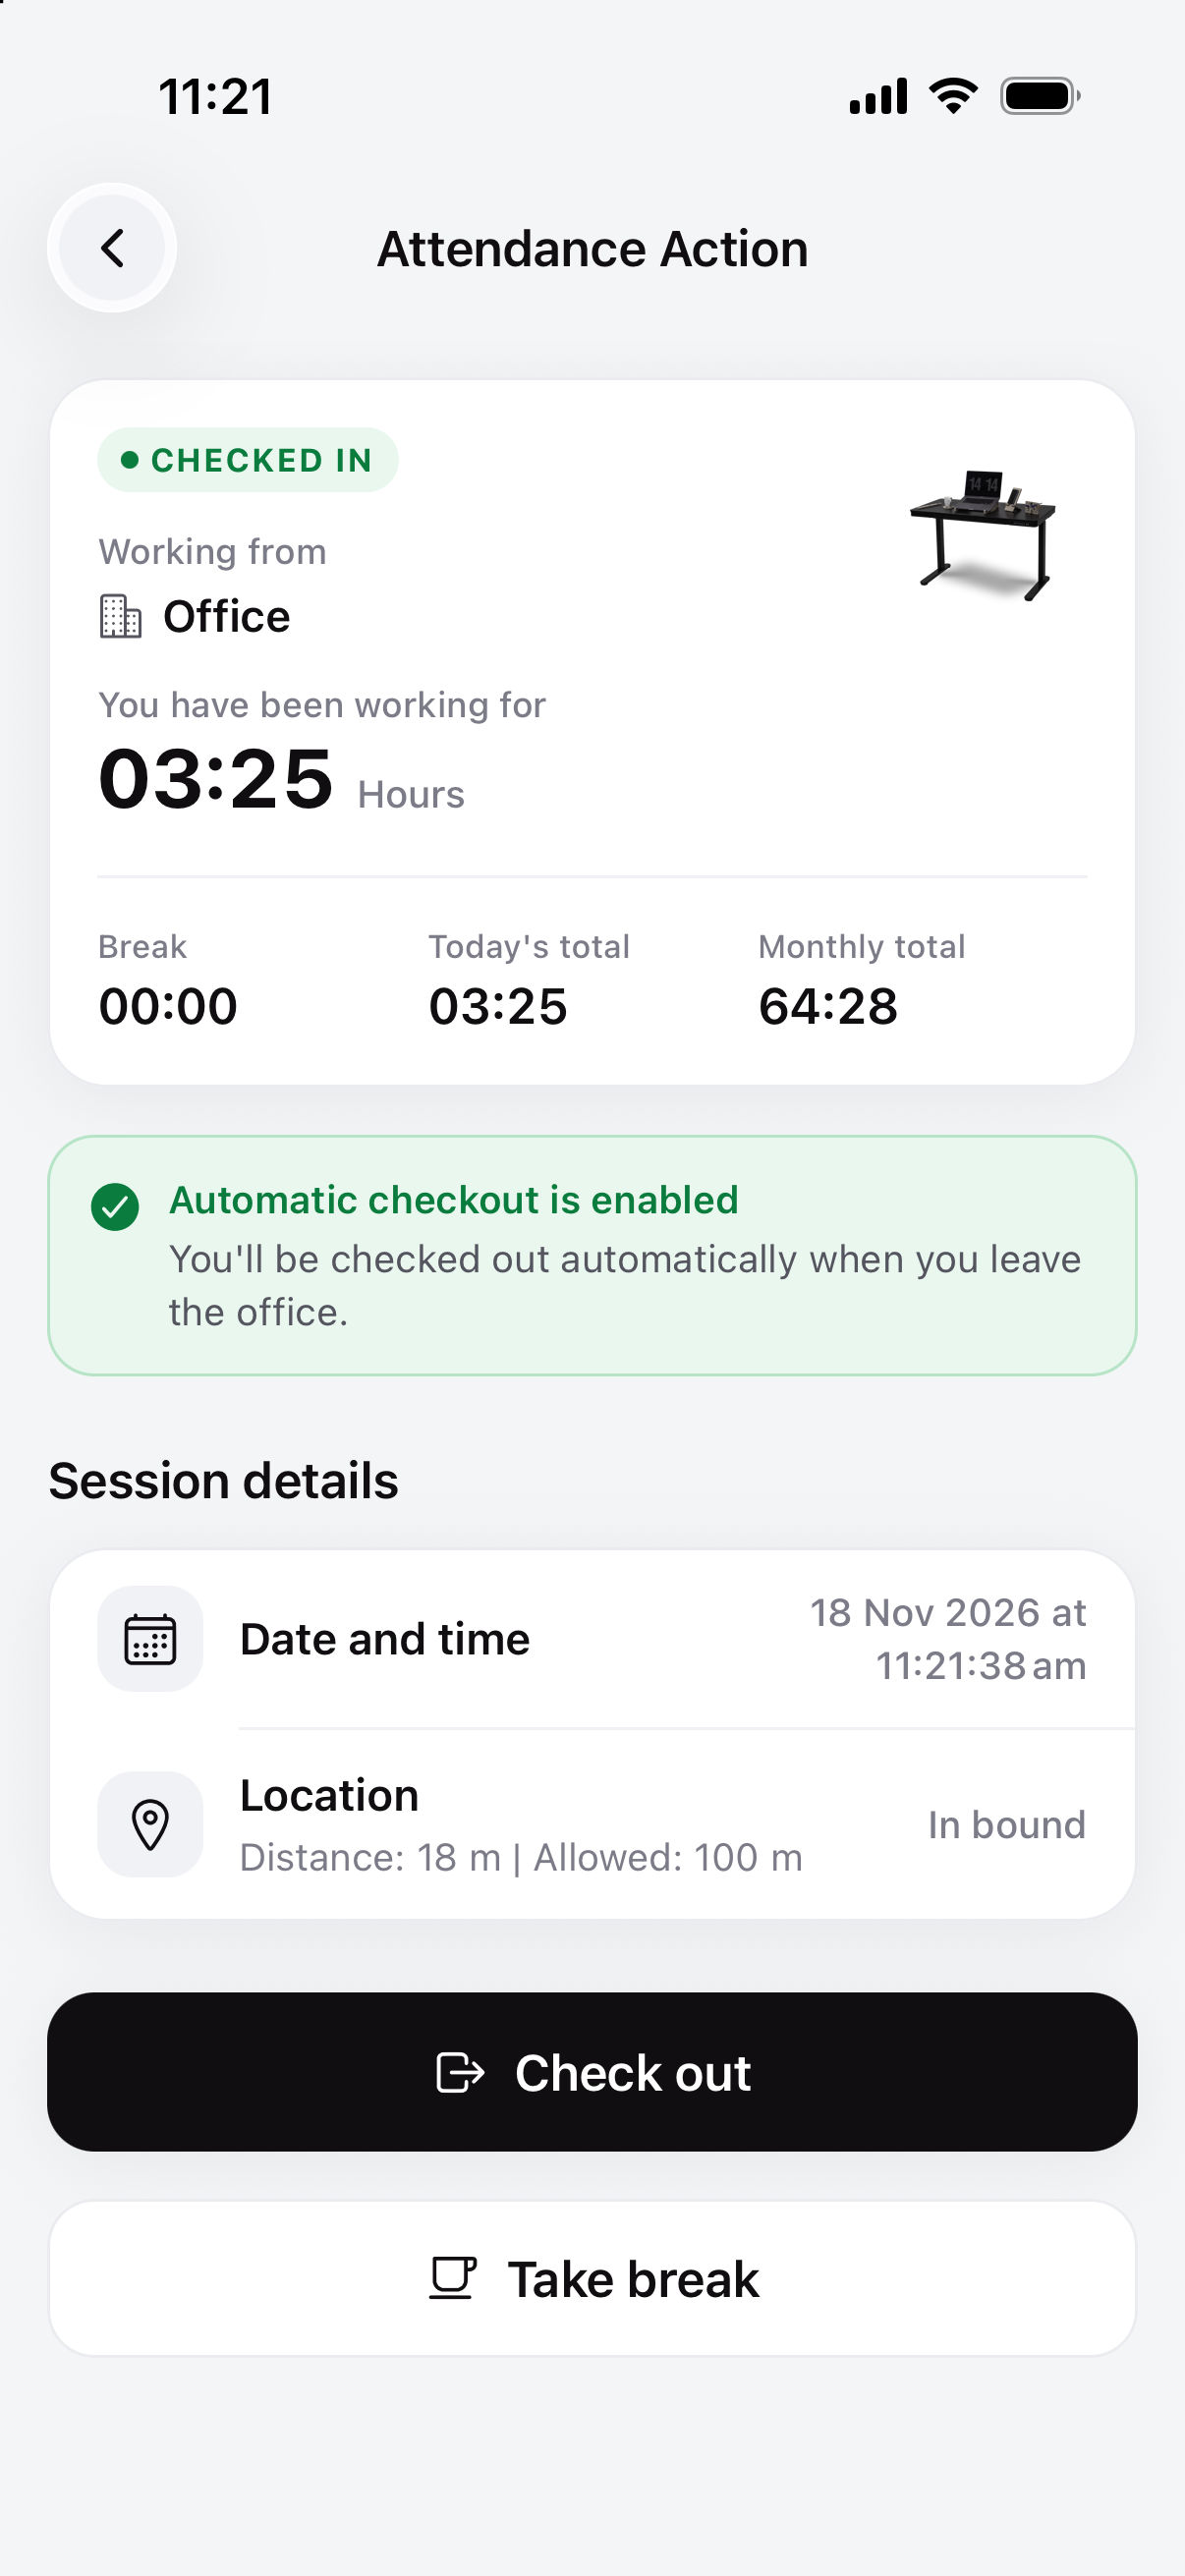 11:21
Attendance Action
CHECKED IN
Working from
Office
You have been working for
03:25 Hours
Break Today's total Monthly total
00:00 03:25 64:28
Automatic checkout is enabled
You'll be checked out automatically when you leave
the office.
Session details
Date and time
18 Nov 2026 at
11:21:38 am
Location
Distance: 18 m | Allowed: 100 m
In bound
Check out
Take break